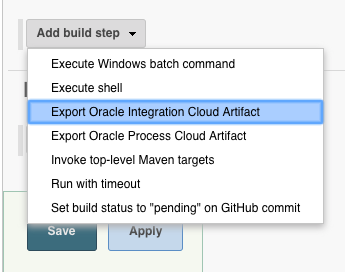 Add build step
Execute Windows batch command
Execute shell
Export Oracle Integration Cloud Artifact
Export Oracle Process Cloud Artifact
Invoke top-level Maven targets
Run with timeout
Set build status to "pending" on GitHub commit
Save
Apply